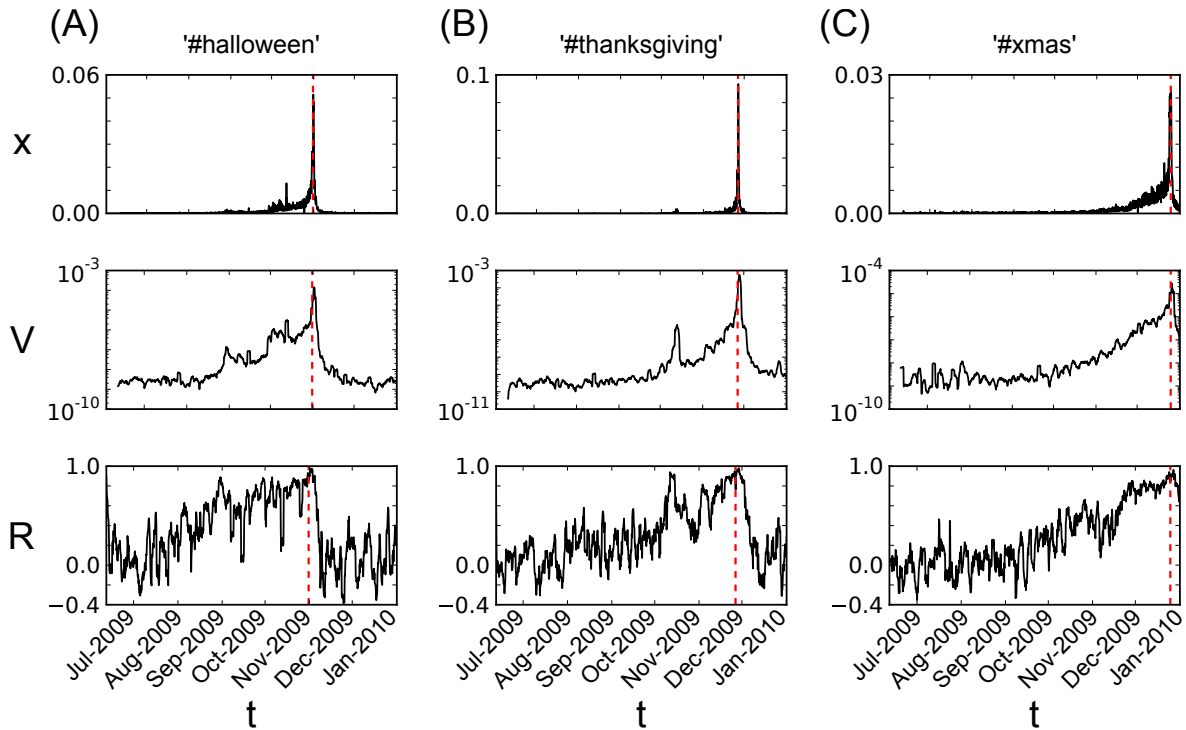 (A) (B) (C)
'#halloween' '#thanksgiving' '#xmas'
x
0.06 0.1 0.03
0.00 0.0 0.00
V
10^-3 10^-3 10^-4
10^-10 10^-11 10^-10
R
1.0 1.0 1.0
0.0 0.0 0.0
−0.4 −0.4 −0.4
Jul-2009 Aug-2009 Sep-2009 Oct-2009 Nov-2009 Dec-2009 Jan-2010 Jul-2009 Aug-2009 Sep-2009 Oct-2009 Nov-2009 Dec-2009 Jan-2010 Jul-2009 Aug-2009 Sep-2009 Oct-2009 Nov-2009 Dec-2009 Jan-2010
t t t